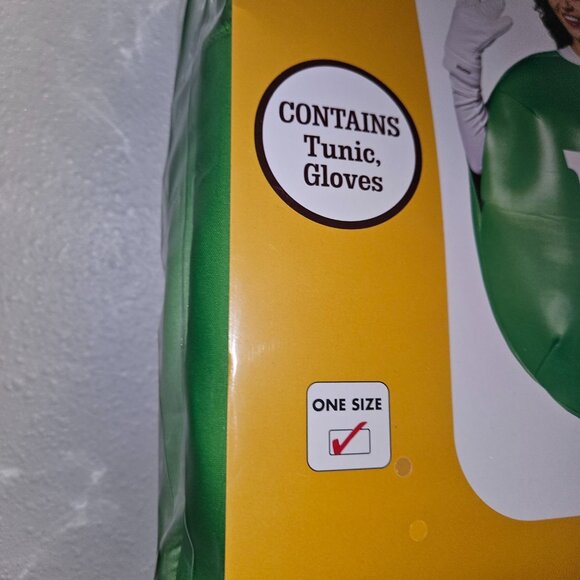 CONTAINS
Tunic,
Gloves
ONE SIZE